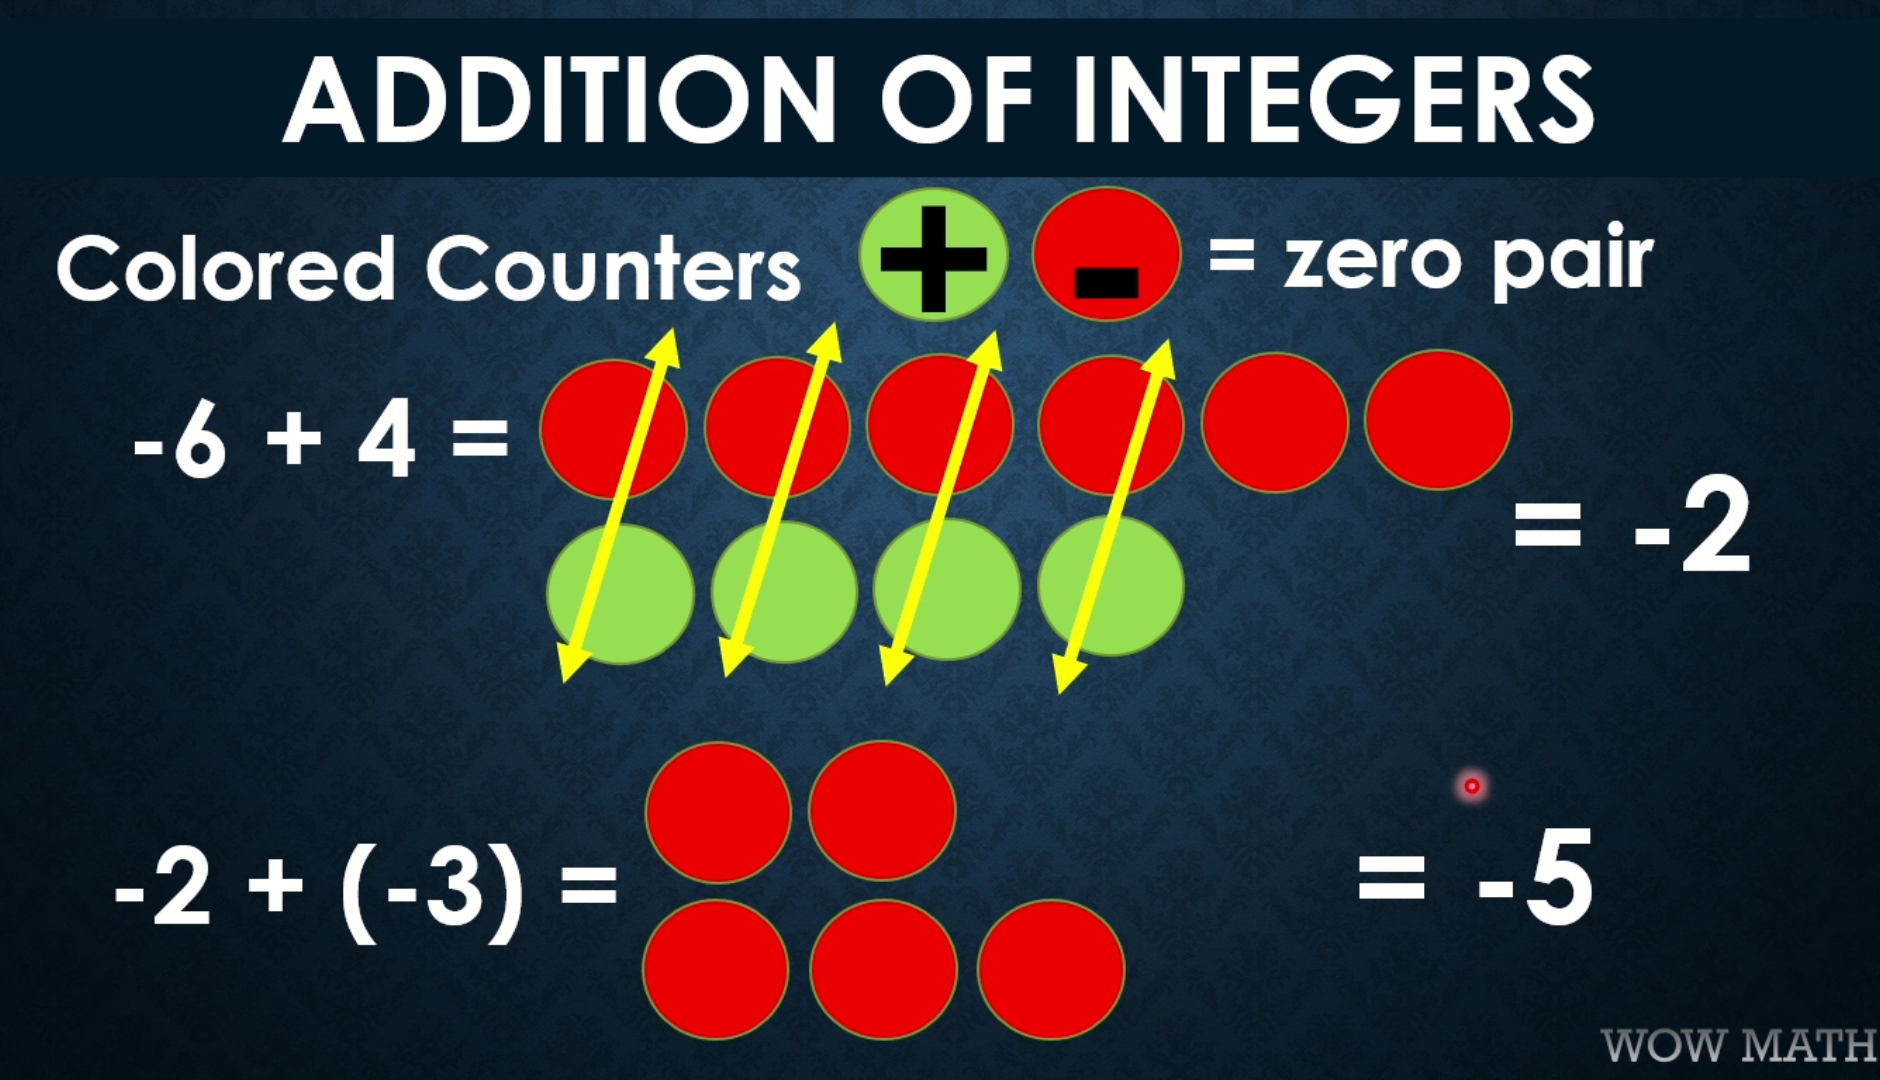 ADDITION OF INTEGERS
Colored Counters + - = zero pair
-6 + 4 =
= -2
-2 + (-3) =
= -5
WOW MATH